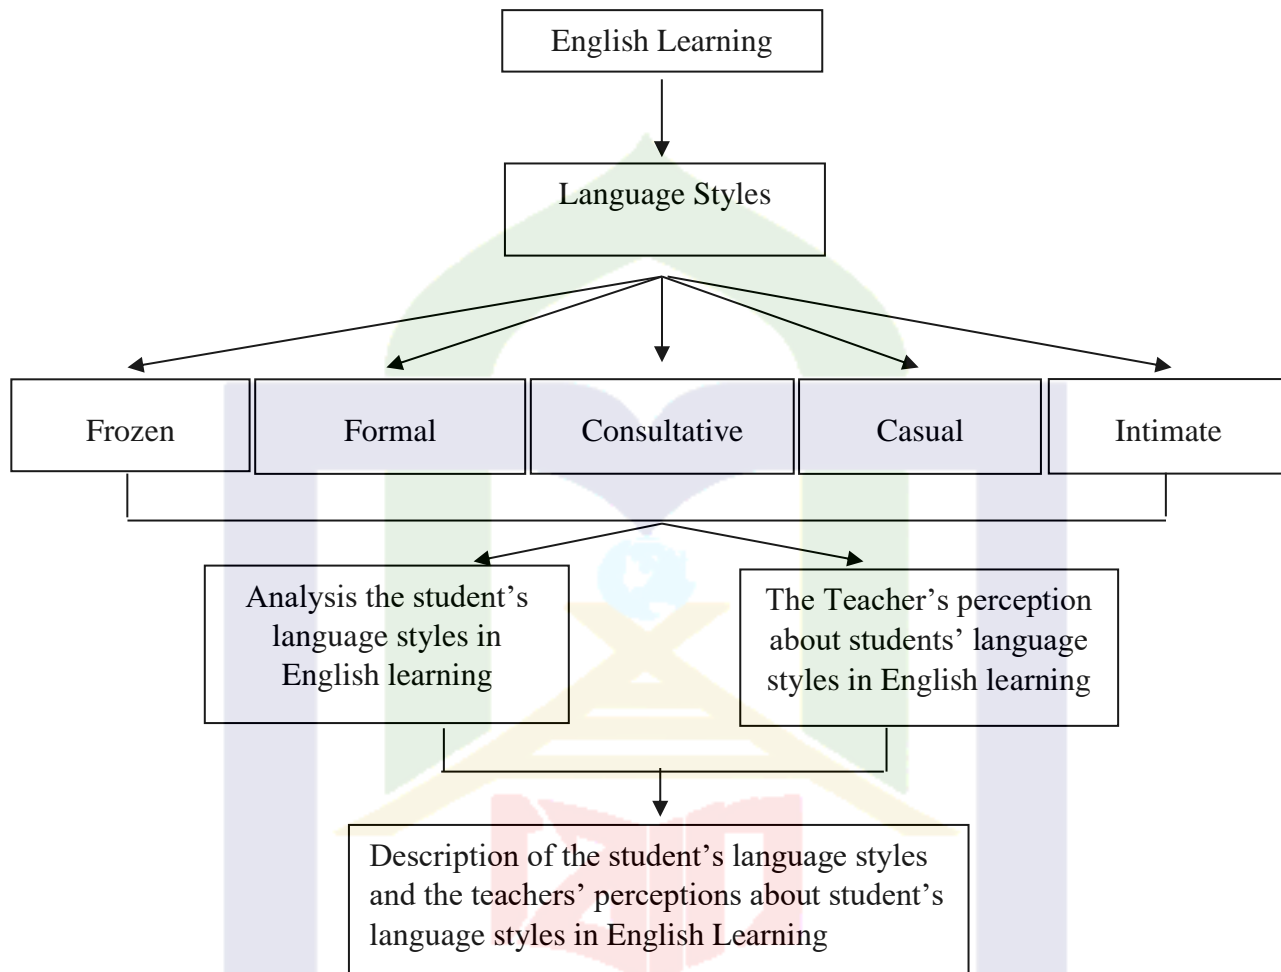 English Learning
Language Styles
Frozen
Formal
Consultative
Casual
Intimate
Analysis the student’s
language styles in
English learning
The Teacher’s perception
about students’ language
styles in English learning
Description of the student’s language styles
and the teachers’ perceptions about student’s
language styles in English Learning